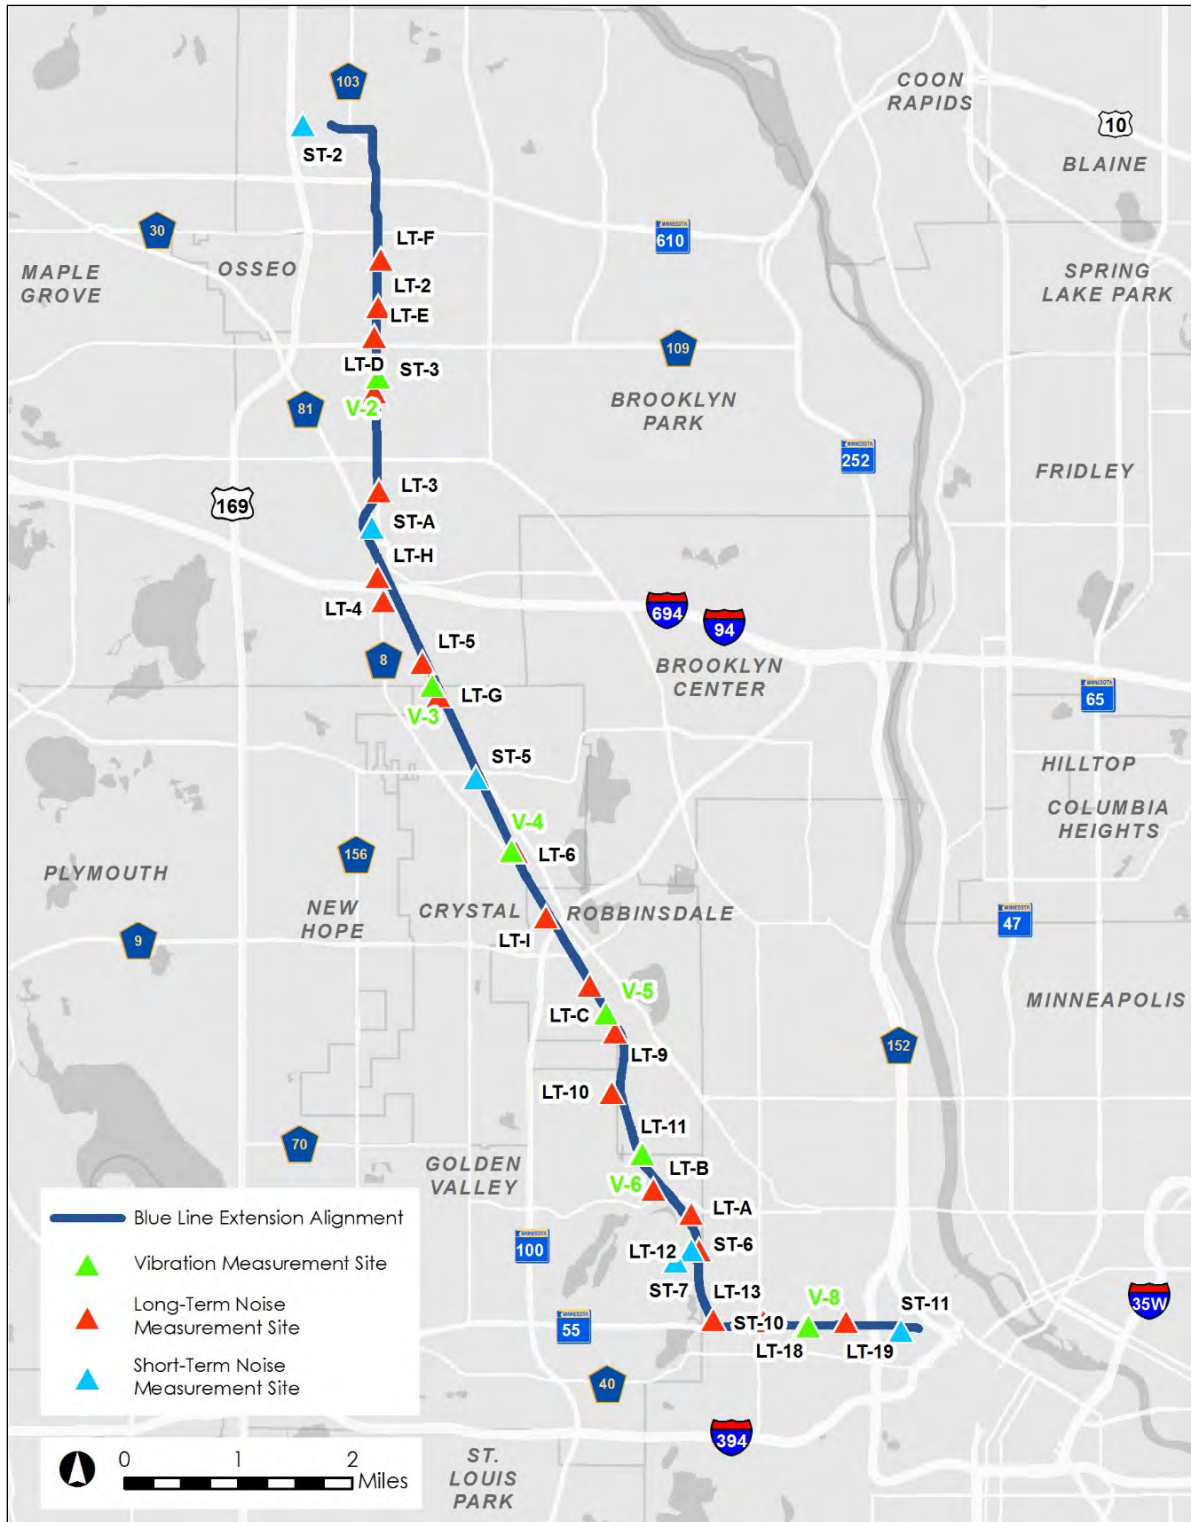 103
COON
RAPIDS
10
BLAINE
ST-2
30
610
LT-F
OSSEO
MAPLE
GROVE
SPRING
LAKE PARK
LT-2
LT-E
109
LT-D
ST-3
V-2
81
BROOKLYN
PARK
252
FRIDLEY
169
LT-3
ST-A
LT-H
LT-4
694
94
LT-5
8
BROOKLYN
CENTER
LT-G
65
V-3
ST-5
HILLTOP
COLUMBIA
HEIGHTS
V-4
156
LT-6
PLYMOUTH
NEW
HOPE
CRYSTAL
ROBBINSDALE
47
9
LT-I
V-5
MINNEAPOLIS
LT-C
152
LT-9
LT-10
LT-11
70
GOLDEN
VALLEY
LT-B
V-6
LT-A
100
LT-12
ST-6
ST-7
LT-13
V-8
ST-11
35W
55
ST-10
LT-18
LT-19
40
394
ST.
LOUIS
PARK
Blue Line Extension Alignment
Vibration Measurement Site
Long-Term Noise
Measurement Site
Short-Term Noise
Measurement Site
0 1 2
Miles